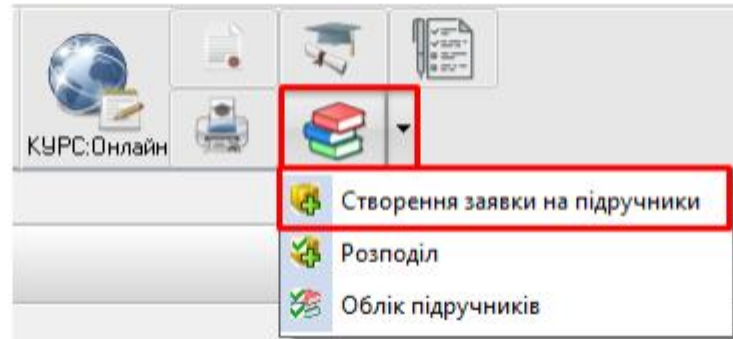 КУРС:Онлайн
Створення заявки на підручники
Розподіл
Облік підручників